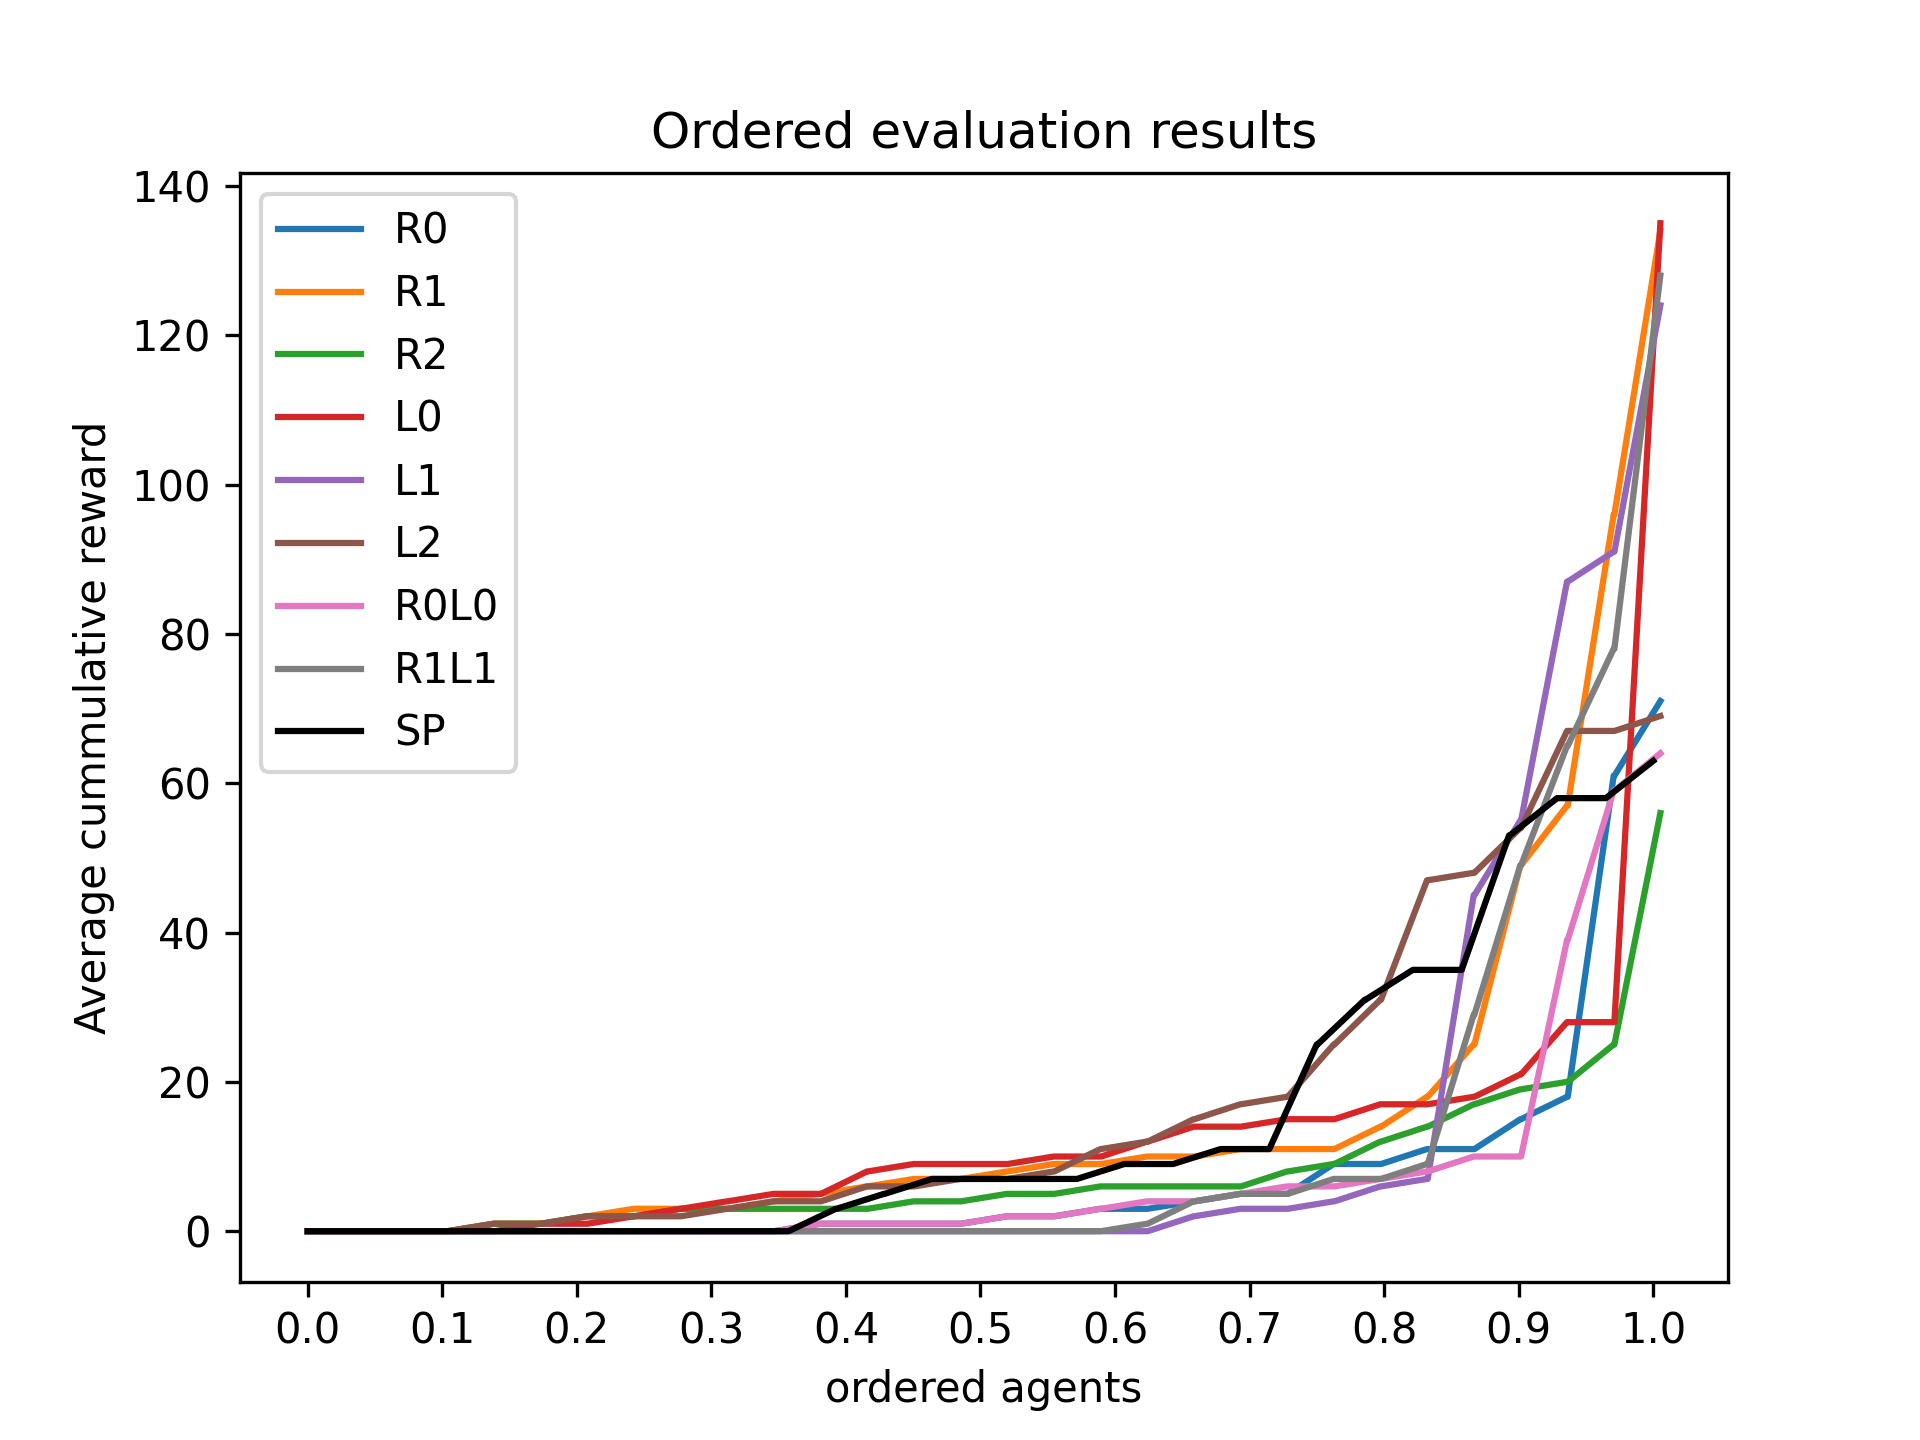 Ordered evaluation results
Average cummulative reward
140
120
100
80
60
40
20
0
R0
R1
R2
L0
L1
L2
R0L0
R1L1
SP
0.0 0.1 0.2 0.3 0.4 0.5 0.6 0.7 0.8 0.9 1.0
ordered agents